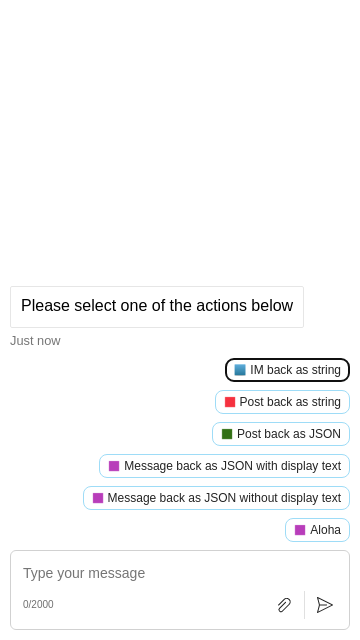 Please select one of the actions below
Just now
IM back as string
Post back as string
Post back as JSON
Message back as JSON with display text
Message back as JSON without display text
Aloha
Type your message
0/2000